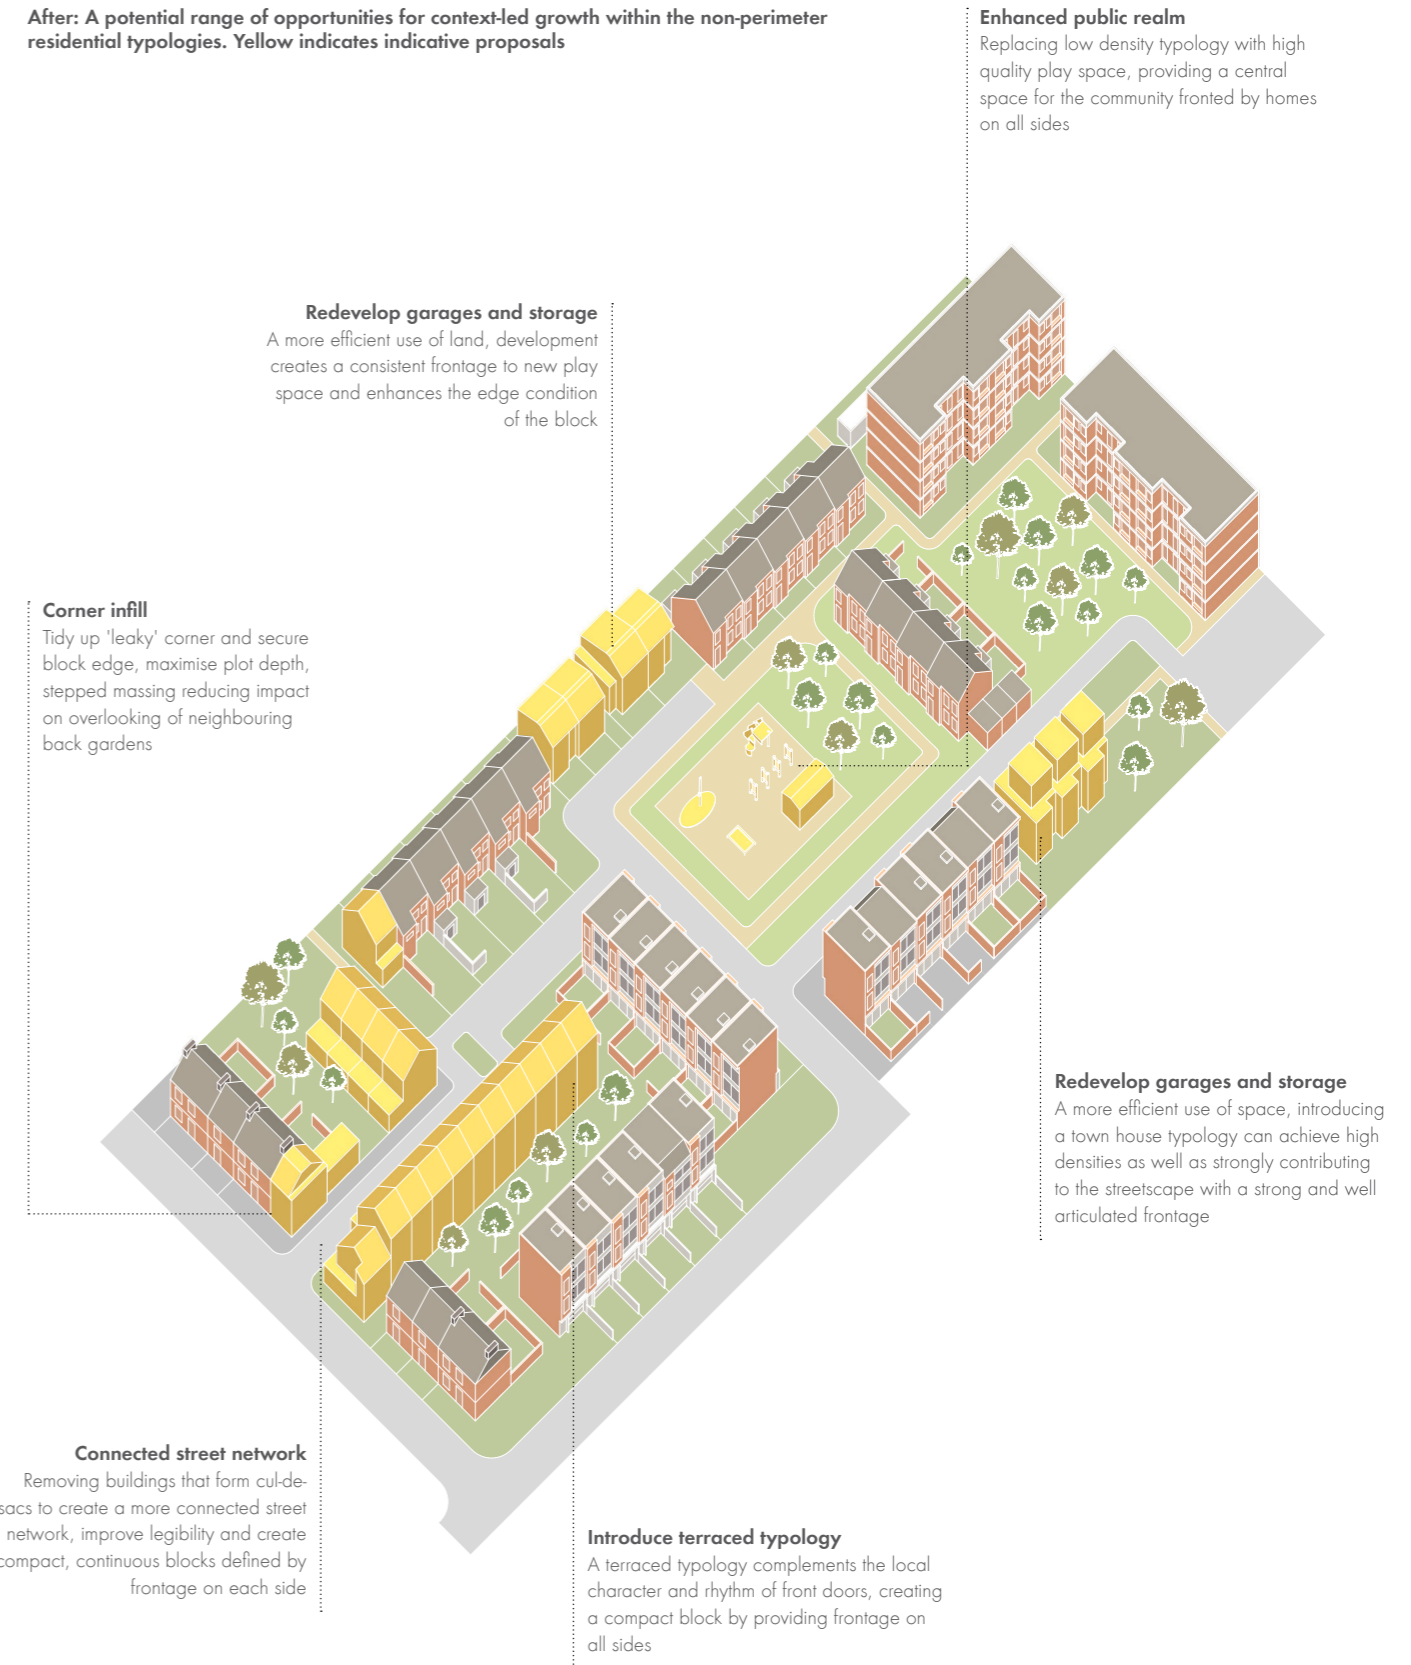 After: A potential range of opportunities for context-led growth within the non-perimeter
residential typologies. Yellow indicates indicative proposals
Enhanced public realm
Replacing low density typology with high
quality play space, providing a central
space for the community fronted by homes
on all sides
Redevelop garages and storage
A more efficient use of land, development
creates a consistent frontage to new play
space and enhances the edge condition
of the block
Corner infill
Tidy up 'leaky' corner and secure
block edge, maximise plot depth,
stepped massing reducing impact
on overlooking of neighbouring
back gardens
Redevelop garages and storage
A more efficient use of space, introducing
a town house typology can achieve high
densities as well as strongly contributing
to the streetscape with a strong and well
articulated frontage
Connected street network
Removing buildings that form cul-de-
sacs to create a more connected street
network, improve legibility and create
compact, continuous blocks defined by
frontage on each side
Introduce terraced typology
A terraced typology complements the local
character and rhythm of front doors, creating
a compact block by providing frontage on
all sides